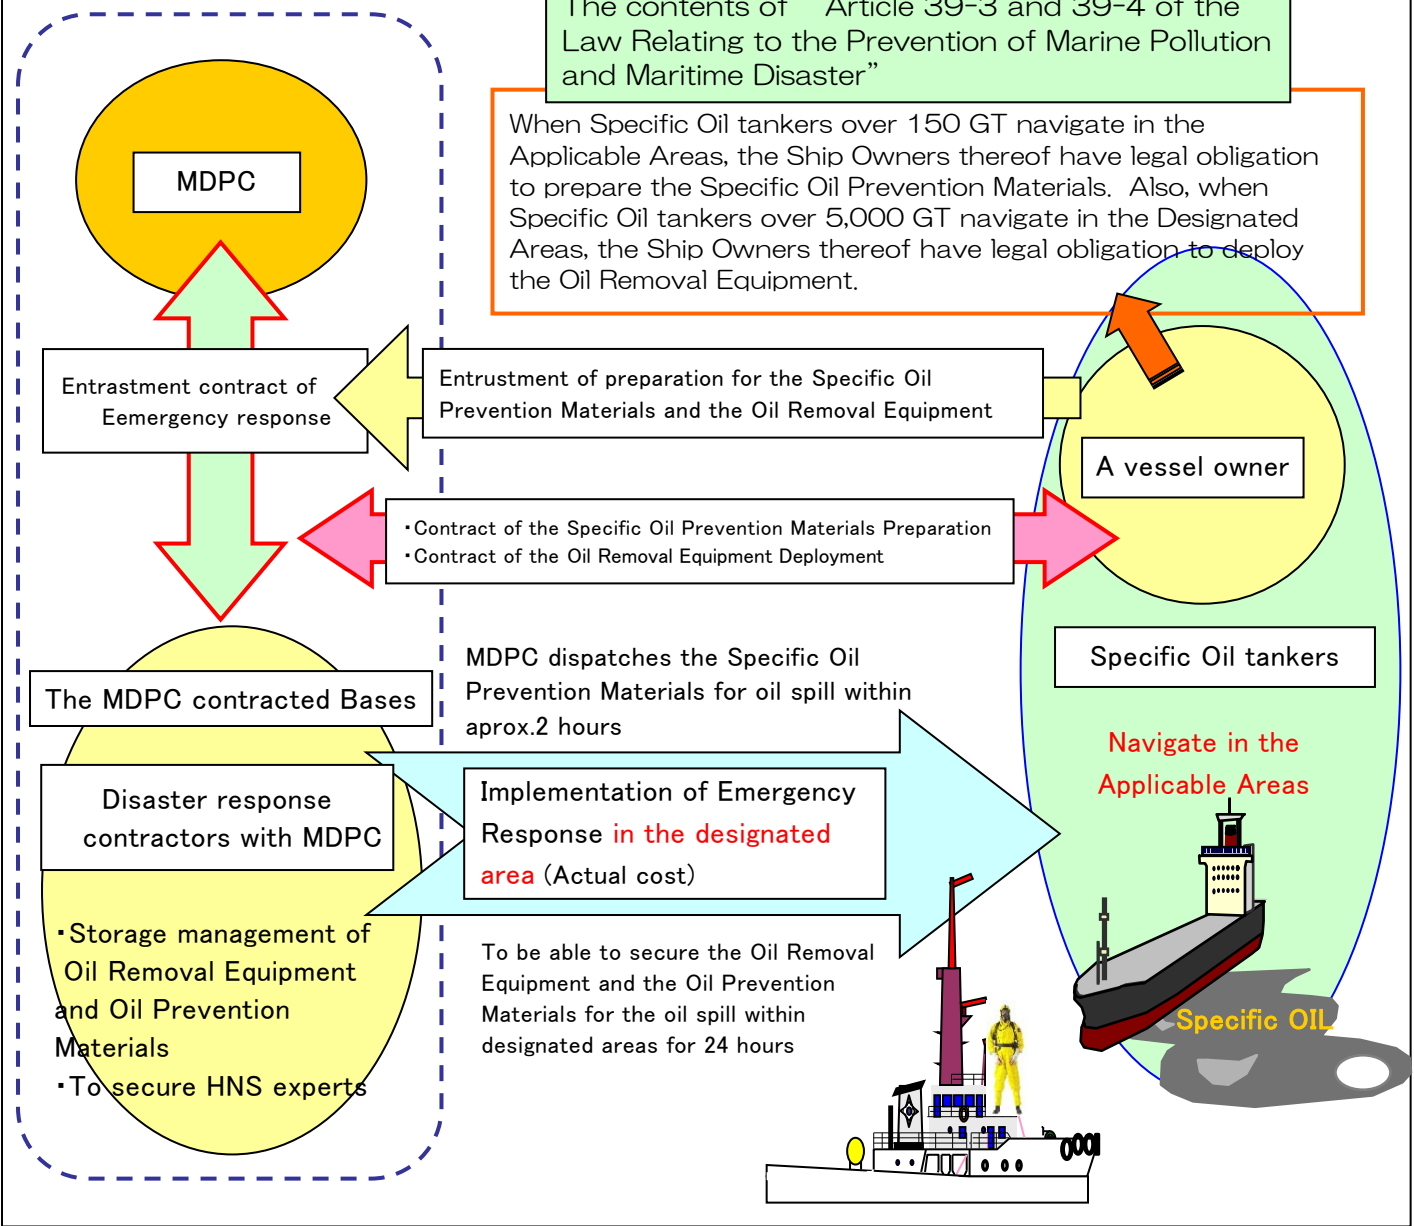 The contents of " Article 39-3 and 39-4 of the
Law Relating to the Prevention of Marine Pollution
and Maritime Disaster”
When Specific Oil tankers over 150 GT navigate in the
Applicable Areas, the Ship Owners thereof have legal obligation
to prepare the Specific Oil Prevention Materials. Also, when
Specific Oil tankers over 5,000 GT navigate in the Designated
Areas, the Ship Owners thereof have legal obligation to deploy
the Oil Removal Equipment.
MDPC
Entrastment contract of
Eemergency response
Entrustment of preparation for the Specific Oil
Prevention Materials and the Oil Removal Equipment
A vessel owner
・Contract of the Specific Oil Prevention Materials Preparation
・Contract of the Oil Removal Equipment Deployment
MDPC dispatches the Specific Oil
Prevention Materials for oil spill within
aprox.2 hours
Specific Oil tankers
The MDPC contracted Bases
Navigate in the
Applicable Areas
Disaster response
contractors with MDPC
Implementation of Emergency
Response in the designated
area (Actual cost)
・Storage management of
Oil Removal Equipment
and Oil Prevention
Materials
・To secure HNS experts
To be able to secure the Oil Removal
Equipment and the Oil Prevention
Materials for the oil spill within
designated areas for 24 hours
Specific OIL